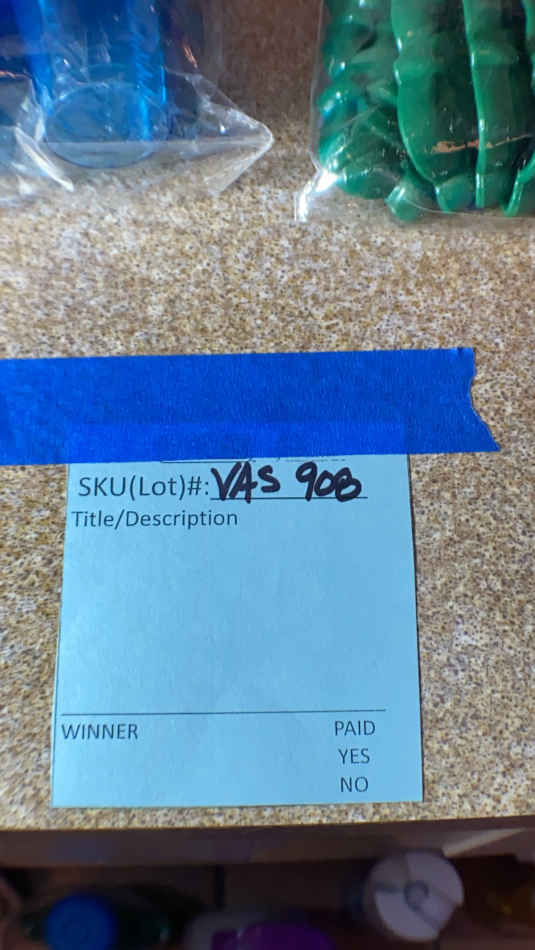 SKU(Lot)#: VAS 908
Title/Description
WINNER
PAID
YES
NO